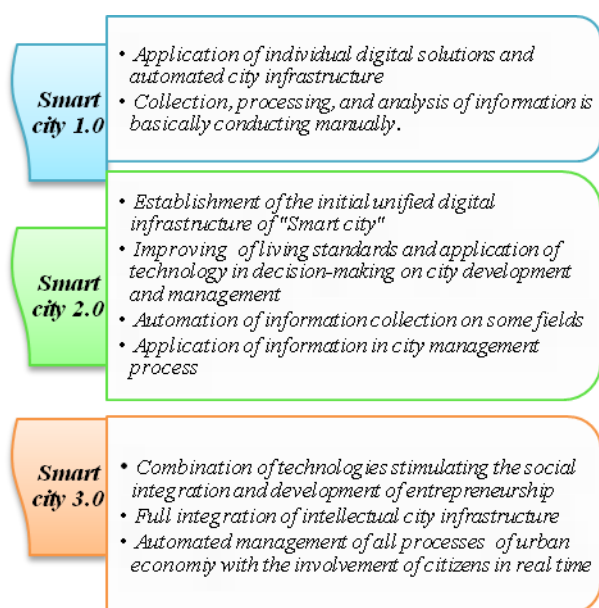 Smart
city 1.0
• Application of individual digital solutions and
automated city infrastructure
• Collection, processing, and analysis of information is
basically conducting manually.
Smart
city 2.0
• Establishment of the initial unified digital
infrastructure of "Smart city"
• Improving of living standards and application of
technology in decision-making on city development
and management
• Automation of information collection on some fields
• Application of information in city management
process
Smart
city 3.0
• Combination of technologies stimulating the social
integration and development of entrepreneurship
• Full integration of intellectual city infrastructure
• Automated management of all processes of urban
economiy with the involvement of citizens in real time